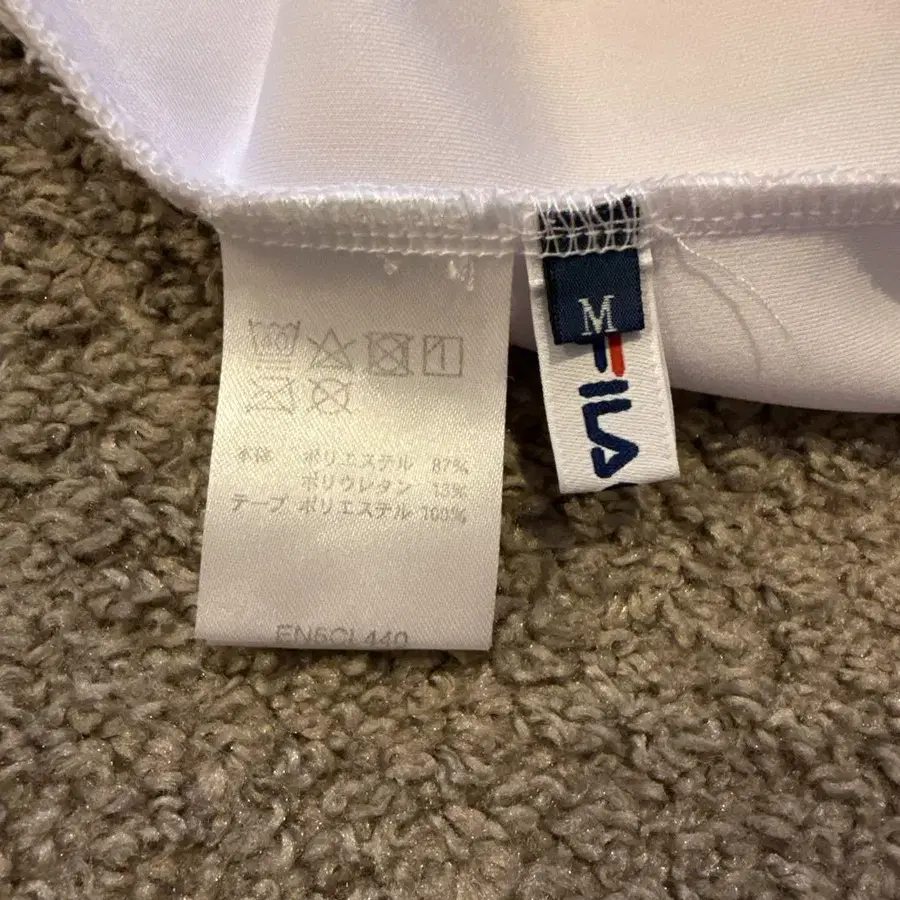 M
FILA
本体 ポリエステル 87%
ポリウレタン 13%
テープ ポリエステル 100%